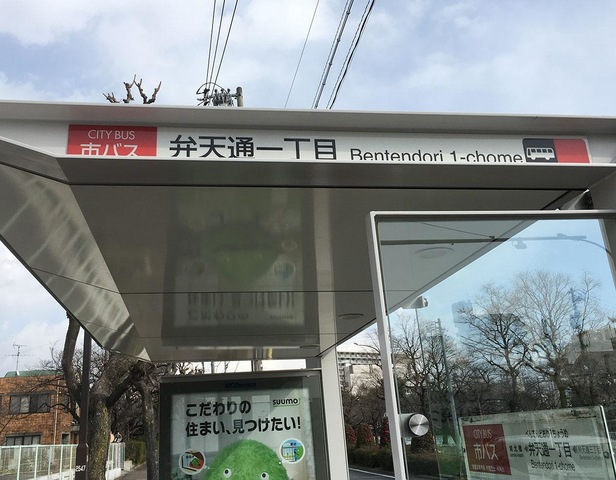 CITY BUS
市バス
弁天通一丁目 Bentendori 1-chome
こだわりの
住まい、見つけたい!
suumo
CITY BUS
市バス
弁天通一丁目
Bentendori 1-chome